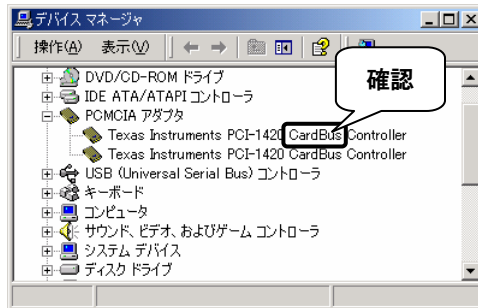 デバイス マネージャ
操作(A) 表示(V)
確認
DVD/CD-ROM ドライブ
IDE ATA/ATAPI コントローラ
PCMCIA アダプタ
Texas Instruments PCI-1420 CardBus Controller
Texas Instruments PCI-1420 CardBus Controller
USB (Universal Serial Bus) コントローラ
キーボード
コンピュータ
サウンド、ビデオ、およびゲーム コントローラ
システム デバイス
ディスク ドライブ